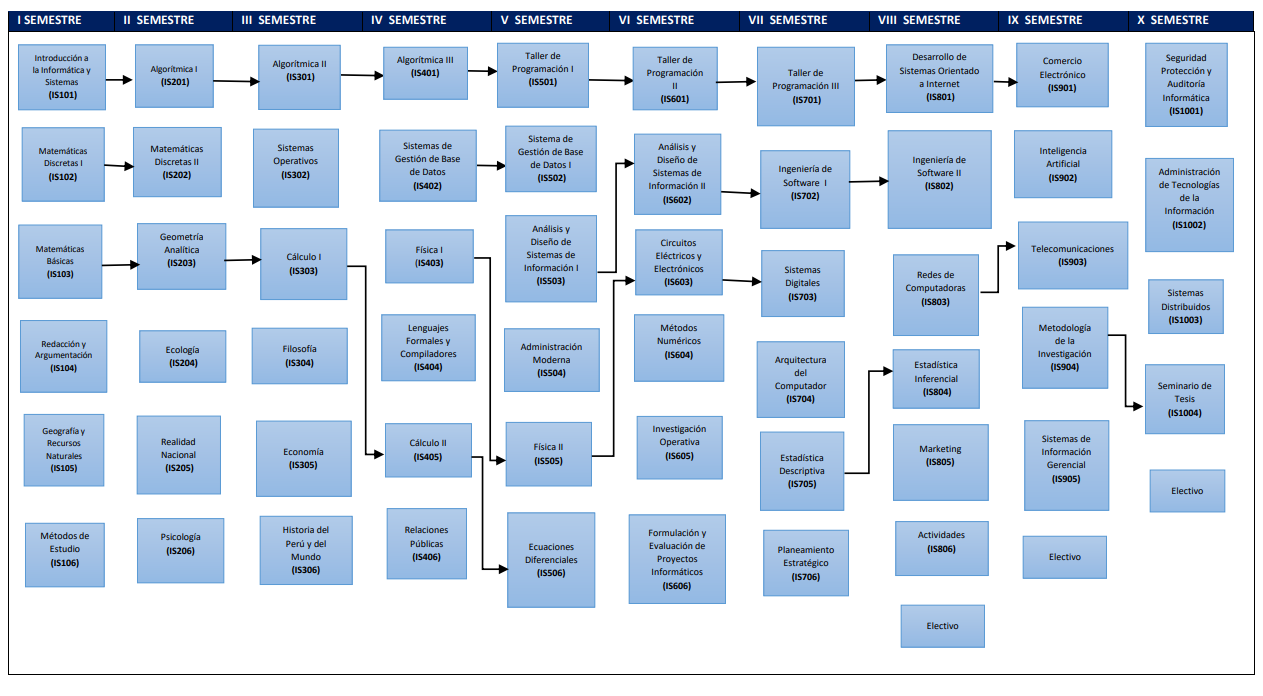 I SEMESTRE
II SEMESTRE
III SEMESTRE
IV SEMESTRE
V SEMESTRE
VI SEMESTRE
VII SEMESTRE
VIII SEMESTRE
IX SEMESTRE
X SEMESTRE
Introducción a
la Informática y
Sistemas
(IS101)
Matemáticas
Discretas I
(IS102)
Matemáticas
Básicas
(IS103)
Redacción y
Argumentación
(IS104)
Geografía y
Recursos
Naturales
(IS105)
Métodos de
Estudio
(IS106)
Algorítmica I
(IS201)
Matemáticas
Discretas II
(IS202)
Geometría
Analítica
(IS203)
Ecología
(IS204)
Realidad
Nacional
(IS205)
Psicología
(IS206)
Algorítmica II
(IS301)
Sistemas
Operativos
(IS302)
Cálculo I
(IS303)
Filosofía
(IS304)
Economía
(IS305)
Historia del
Perú y del
Mundo
(IS306)
Algorítmica III
(IS401)
Sistemas de
Gestión de Base
de Datos
(IS402)
Física I
(IS403)
Lenguajes
Formales y
Compiladores
(IS404)
Cálculo II
(IS405)
Relaciones
Públicas
(IS406)
Taller de
Programación I
(IS501)
Sistema de
Gestión de Base
de Datos I
(IS502)
Análisis y
Diseño de
Sistemas de
Información I
(IS503)
Administración
Moderna
(IS504)
Física II
(IS505)
Ecuaciones
Diferenciales
(IS506)
Taller de
Programación
II
(IS601)
Análisis y
Diseño de
Sistemas de
Información II
(IS602)
Circuitos
Eléctricos y
Electrónicos
(IS603)
Métodos
Numéricos
(IS604)
Investigación
Operativa
(IS605)
Formulación y
Evaluación de
Proyectos
Informáticos
(IS606)
Taller de
Programación III
(IS701)
Ingeniería de
Software I
(IS702)
Sistemas
Digitales
(IS703)
Arquitectura
del
Computador
(IS704)
Estadística
Descriptiva
(IS705)
Planeamiento
Estratégico
(IS706)
Desarrollo de
Sistemas Orientado
a Internet
(IS801)
Ingeniería de
Software II
(IS802)
Redes de
Computadoras
(IS803)
Estadística
Inferencial
(IS804)
Marketing
(IS805)
Actividades
(IS806)
Electivo
Comercio
Electrónico
(IS901)
Inteligencia
Artificial
(IS902)
Telecomunicaciones
(IS903)
Metodología
de la
Investigación
(IS904)
Sistemas de
Información
Gerencial
(IS905)
Electivo
Seguridad
Protección y
Auditoría
Informática
(IS1001)
Administración
de Tecnologías
de la
Información
(IS1002)
Sistemas
Distribuidos
(IS1003)
Seminario de
Tesis
(IS1004)
Electivo